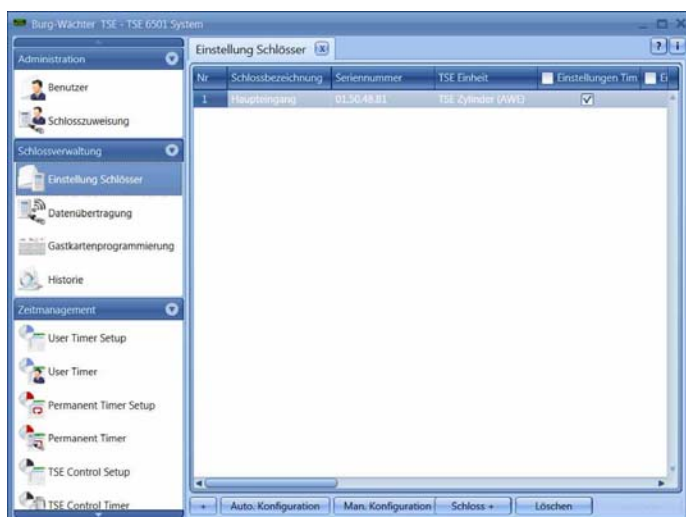 Burg-Wächter TSE - TSE 6501 System
Administration
Benutzer
Schlosszuweisung
Schlossverwaltung
Einstellung Schlösser
Datenübertragung
Gastkartenprogrammierung
Historie
Zeitmanagement
User Timer Setup
User Timer
Permanent Timer Setup
Permanent Timer
TSE Control Setup
TSE Control Timer
Einstellung Schlösser x
? i
Nr Schlossbezeichnung Seriennummer TSE Einheit Einstellungen Tim Ei
1 Haupteingang 01.50.48.B1 TSE Zylinder (AWE)
+ Auto. Konfiguration Man. Konfiguration Schloss + Löschen